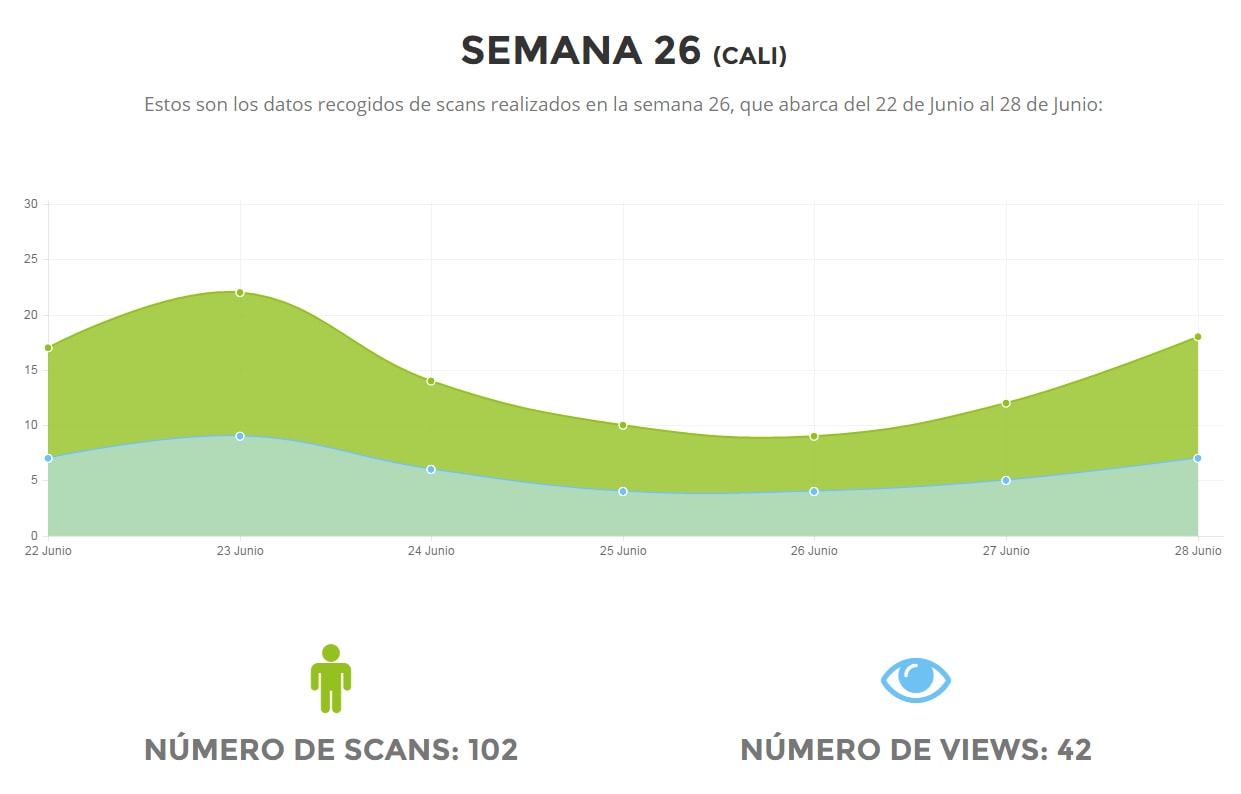 SEMANA 26 (CALI)
Estos son los datos recogidos de scans realizados en la semana 26, que abarca del 22 de Junio al 28 de Junio:
30
25
20
15
10
5
0
22 Junio 23 Junio 24 Junio 25 Junio 26 Junio 27 Junio 28 Junio
NÚMERO DE SCANS: 102 NÚMERO DE VIEWS: 42